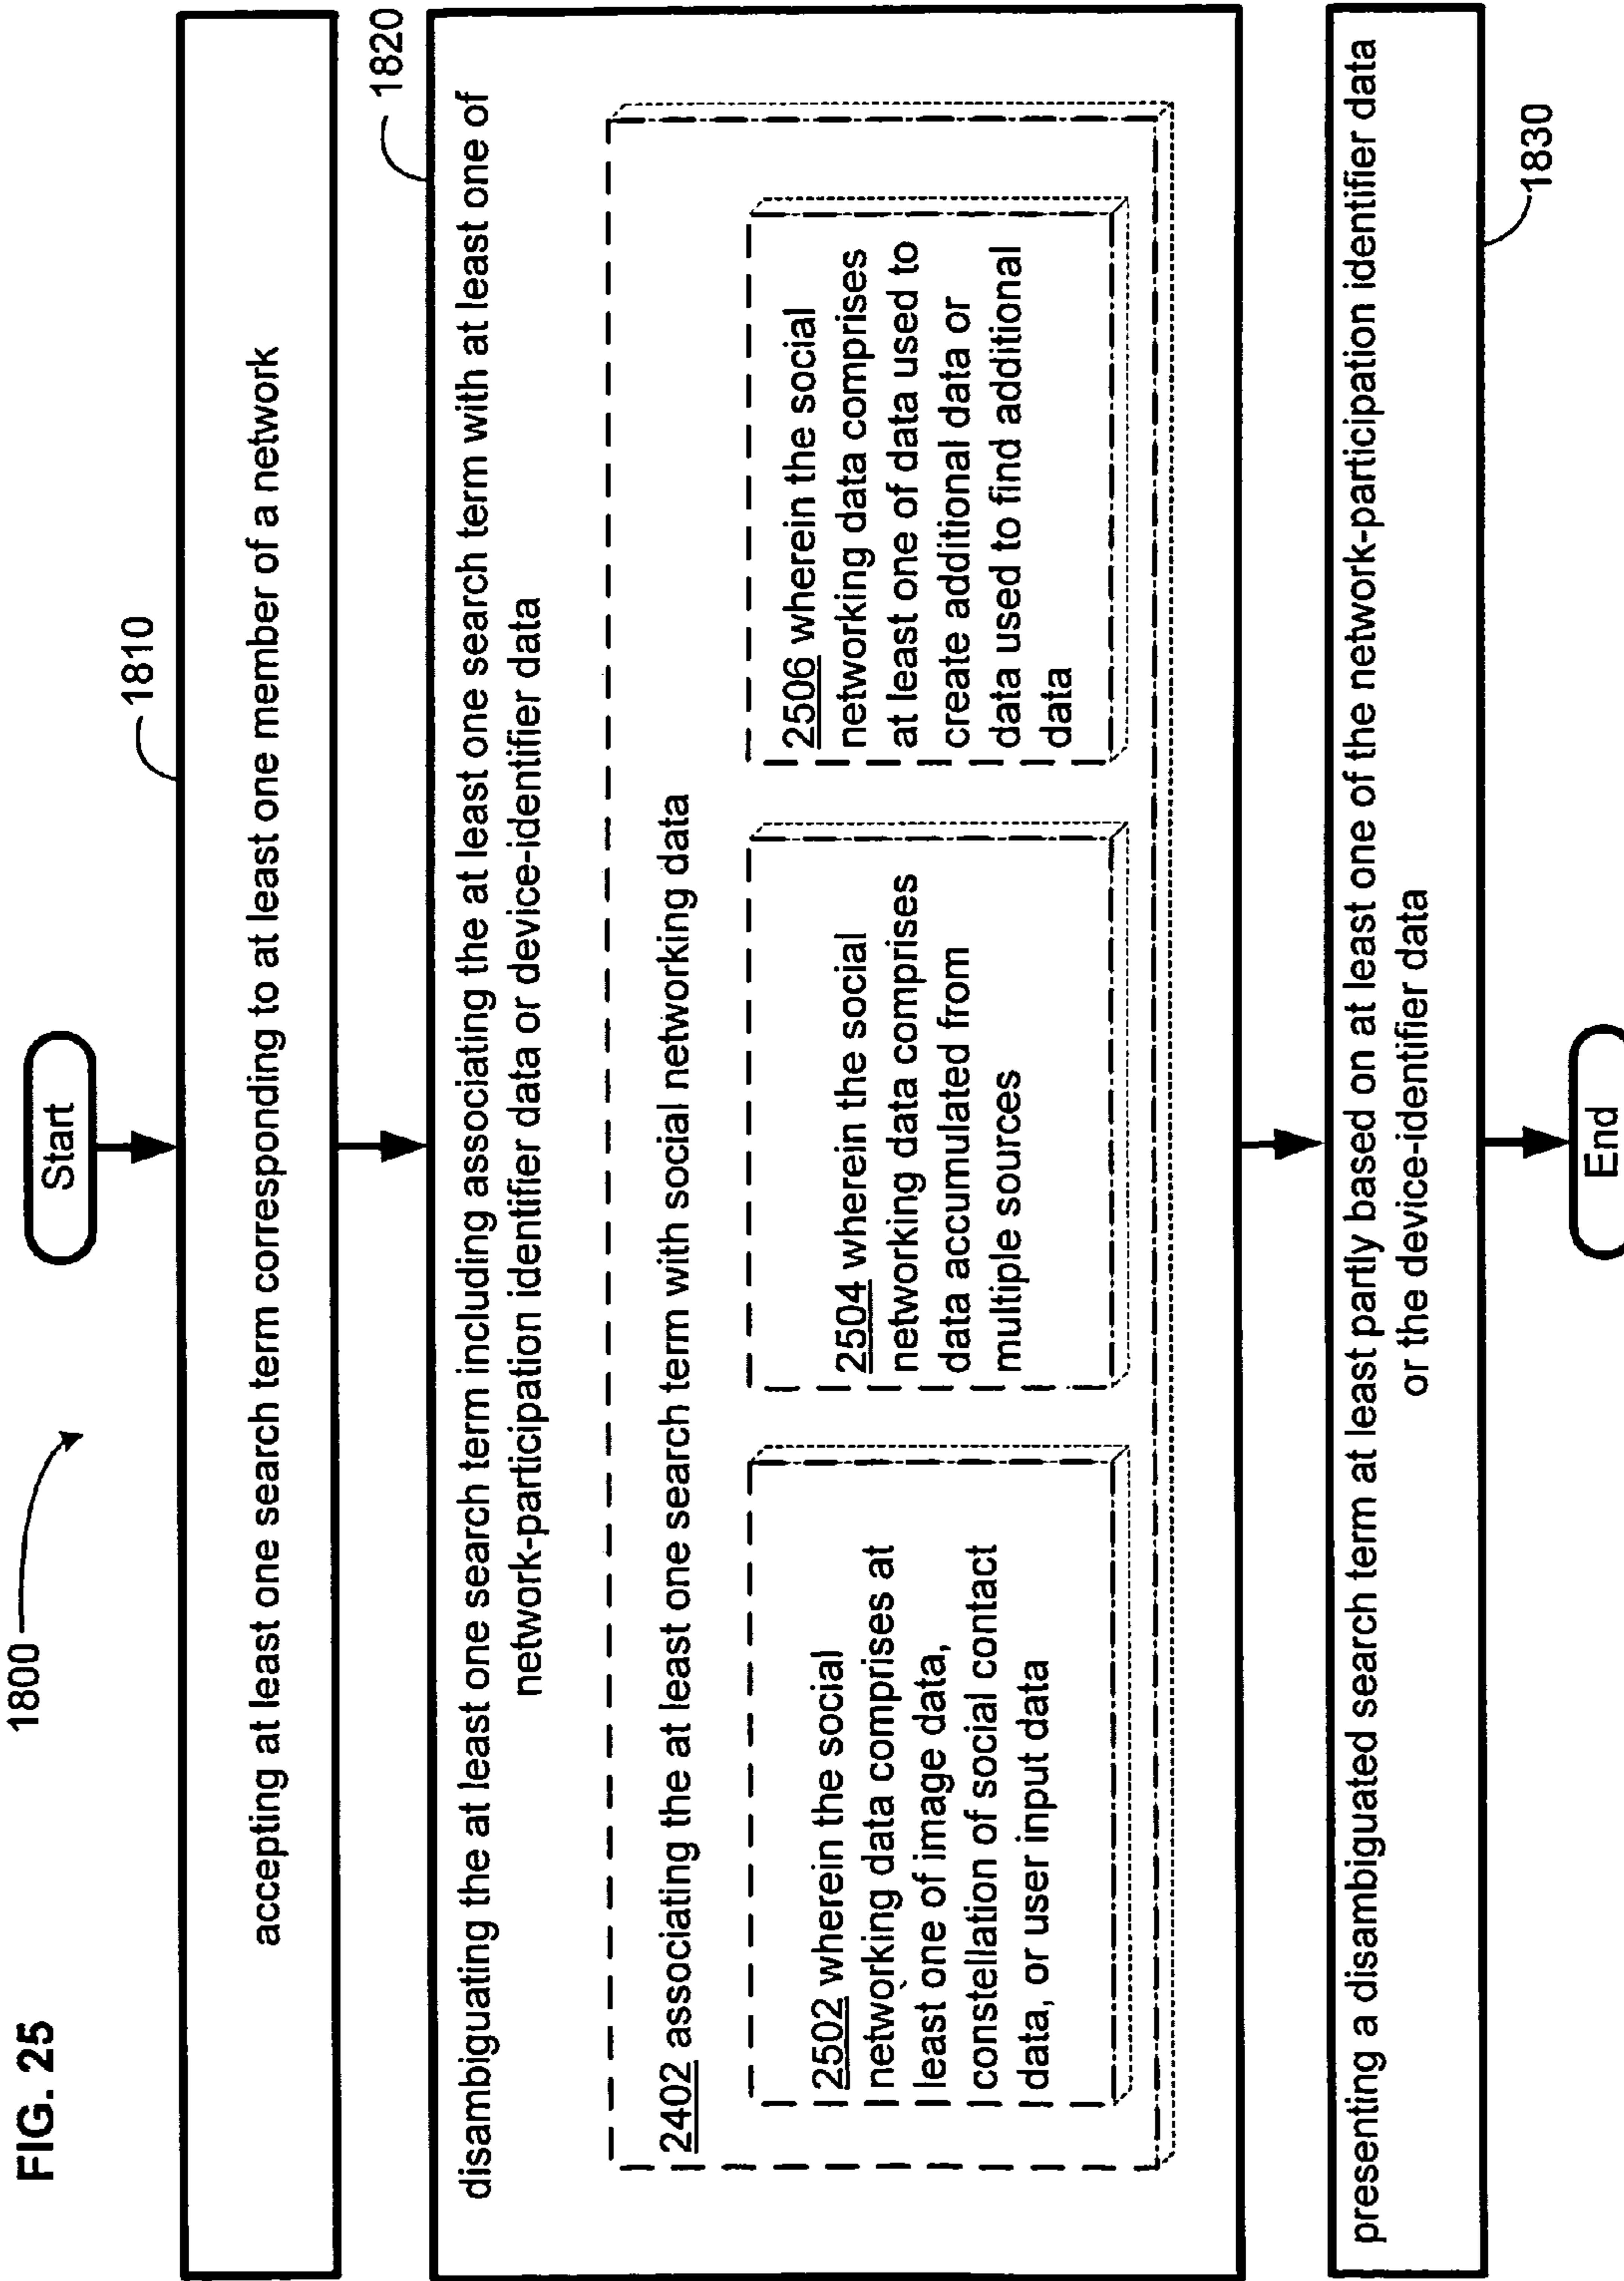 FIG. 25
1800
Start
1810
accepting at least one search term corresponding to at least one member of a network
1820
disambiguating the at least one search term including associating the at least one search term with at least one of
network-participation identifier data or device-identifier data
2402 associating the at least one search term with social networking data
2502 wherein the social
networking data comprises at
least one of image data,
constellation of social contact
data, or user input data
2504 wherein the social
networking data comprises
data accumulated from
multiple sources
2506 wherein the social
networking data comprises
at least one of data used to
create additional data or
data used to find additional
data
presenting a disambiguated search term at least partly based on at least one of the network-participation identifier data
or the device-identifier data
1830
End